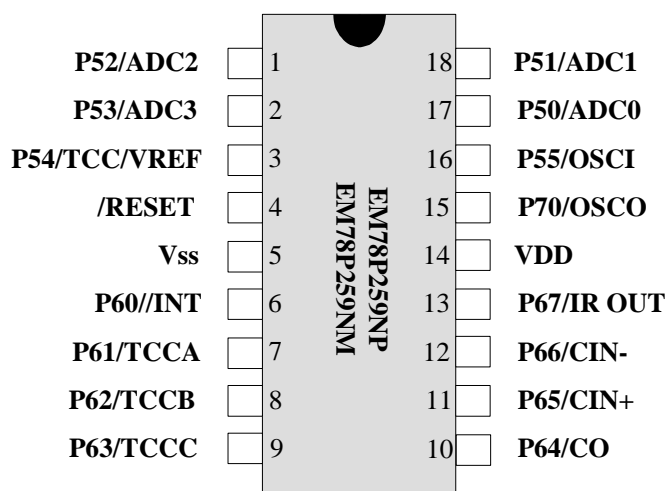 P52/ADC2 1 18 P51/ADC1
P53/ADC3 2 17 P50/ADC0
P54/TCC/VREF 3 16 P55/OSCI
/RESET 4 15 P70/OSCO
Vss 5 14 VDD
P60//INT 6 13 P67/IR OUT
P61/TCCA 7 12 P66/CIN-
P62/TCCB 8 11 P65/CIN+
P63/TCCC 9 10 P64/CO
EM78P259NP
EM78P259NM